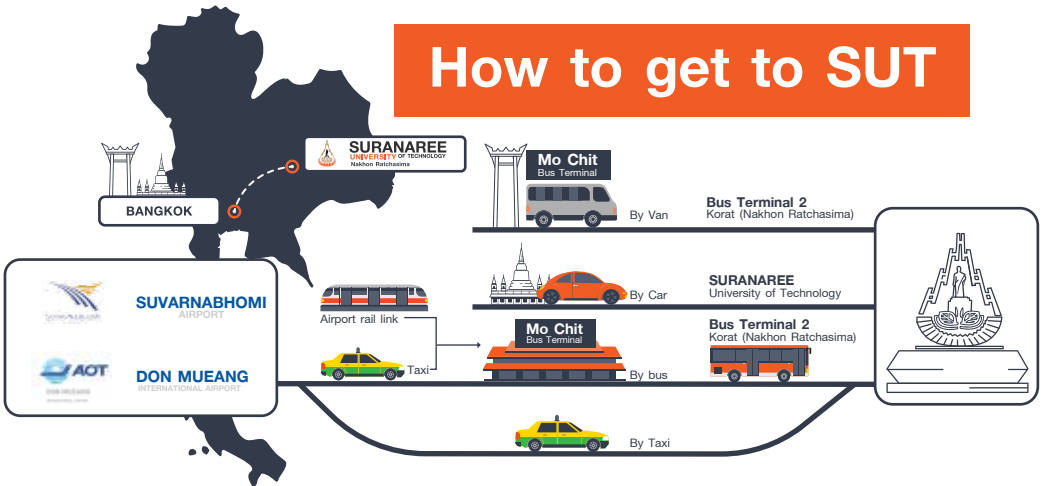 How to get to SUT
SURANAREE
UNIVERSITY OF TECHNOLOGY
Nakhon Ratchasima
BANGKOK
Mo Chit
Bus Terminal
By Van
Bus Terminal 2
Korat (Nakhon Ratchasima)
SUVARNABHOMI
AIRPORT
Airport rail link
By Car
SURANAREE
University of Technology
AOT
DON MUEANG
INTERNATIONAL AIRPORT
Taxi
Mo Chit
Bus Terminal
By bus
Bus Terminal 2
Korat (Nakhon Ratchasima)
By Taxi